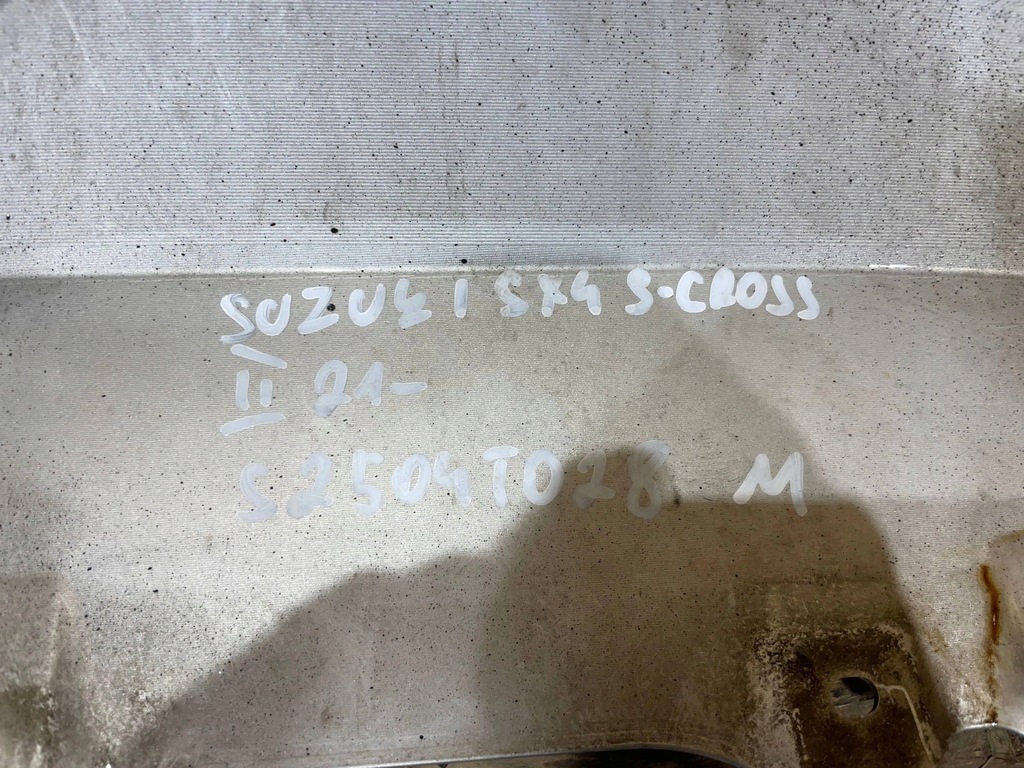 SUZUKI SX4 S-CROSS
II 21-
S2504T028 M